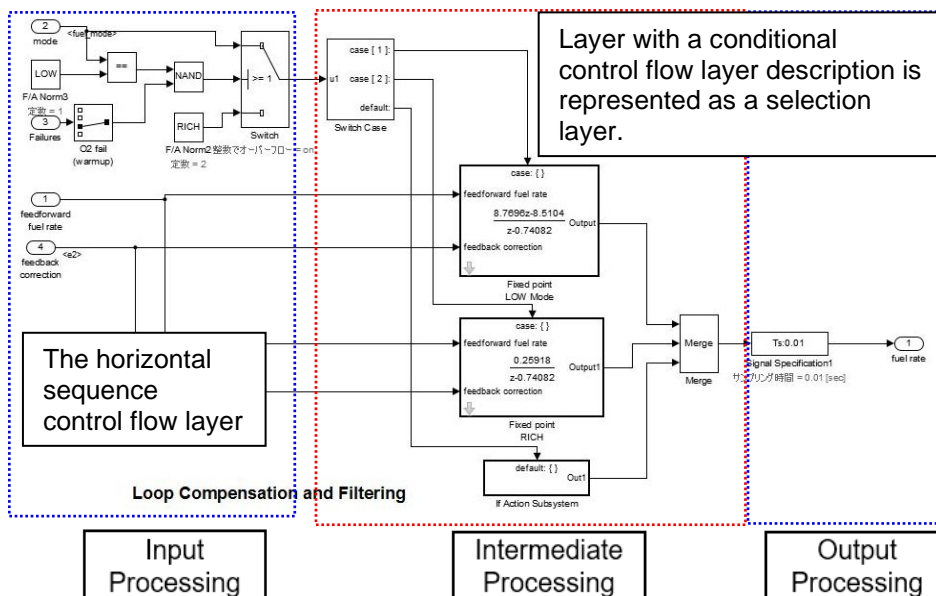 2
mode
<fuel_mode>
LOW
F/A Norm3
定数 = 1
==
NAND
3
Failures
O2 fail
(warmup)
RICH
F/A Norm2
定数 = 2
>= 1
Switch
整数でオーバーフロー = on
u1
case [ 1 ]:
case [ 2 ]:
default:
Switch Case
Layer with a conditional
control flow layer description is
represented as a selection
layer.
1
feedforward
fuel rate
4
feedback
correction
<e2>
case: { }
feedforward fuel rate
8.7696z-8.5104
z-0.74082
Output
feedback correction
Fixed point
LOW Mode
The horizontal
sequence
control flow layer
case: { }
feedforward fuel rate
0.25918
z-0.74082
Output1
feedback correction
Fixed point
RICH
Merge
Merge
Ts:0.01
Signal Specification1
サンプリング時間 = 0.01 [sec]
1
fuel rate
default: { }
Out1
If Action Subsystem
Loop Compensation and Filtering
Input
Processing
Intermediate
Processing
Output
Processing